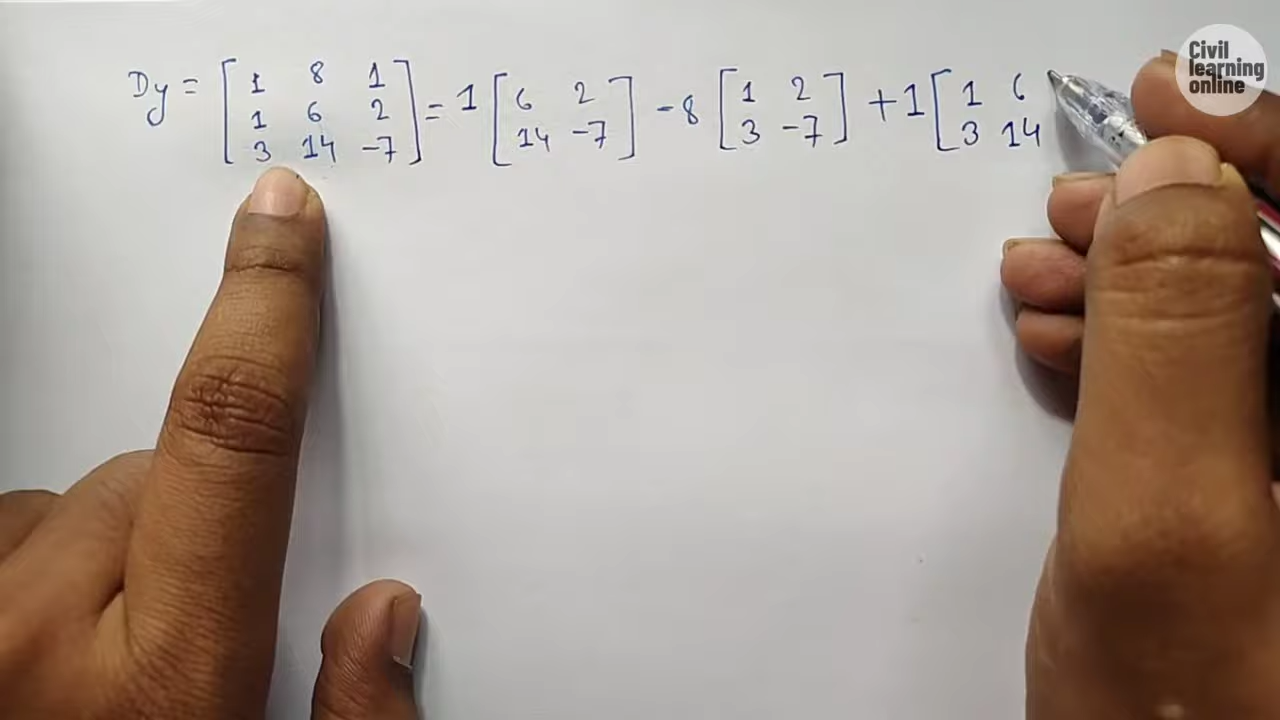 Dy = [ 1 8 1 = 1 [ 6 2 ] - 8 [ 1 2 ] + 1 [ 1 6
1 6 2 14 -7 3 -7 3 14
3 14 -7 ]
Civil
learning
online